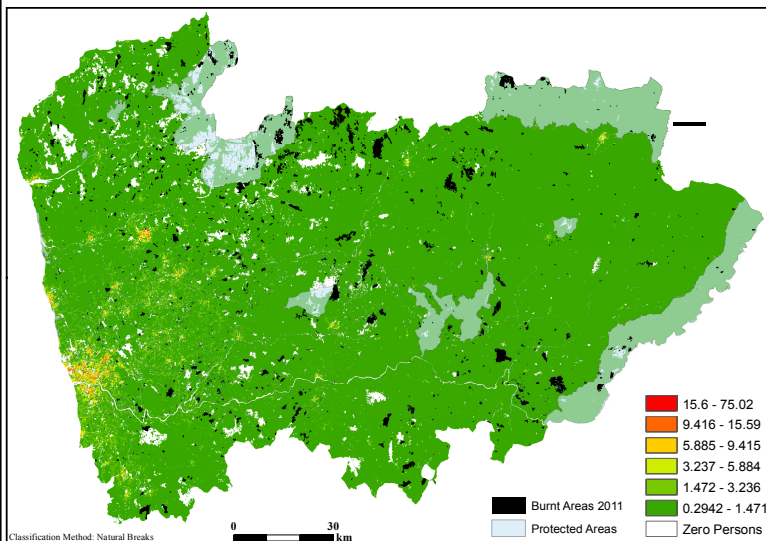 15.6 - 75.02
9.416 - 15.59
5.885 - 9.415
3.237 - 5.884
1.472 - 3.236
0.2942 - 1.471
Zero Persons
Burnt Areas 2011
Protected Areas
0 30
km
Classification Method: Natural Breaks